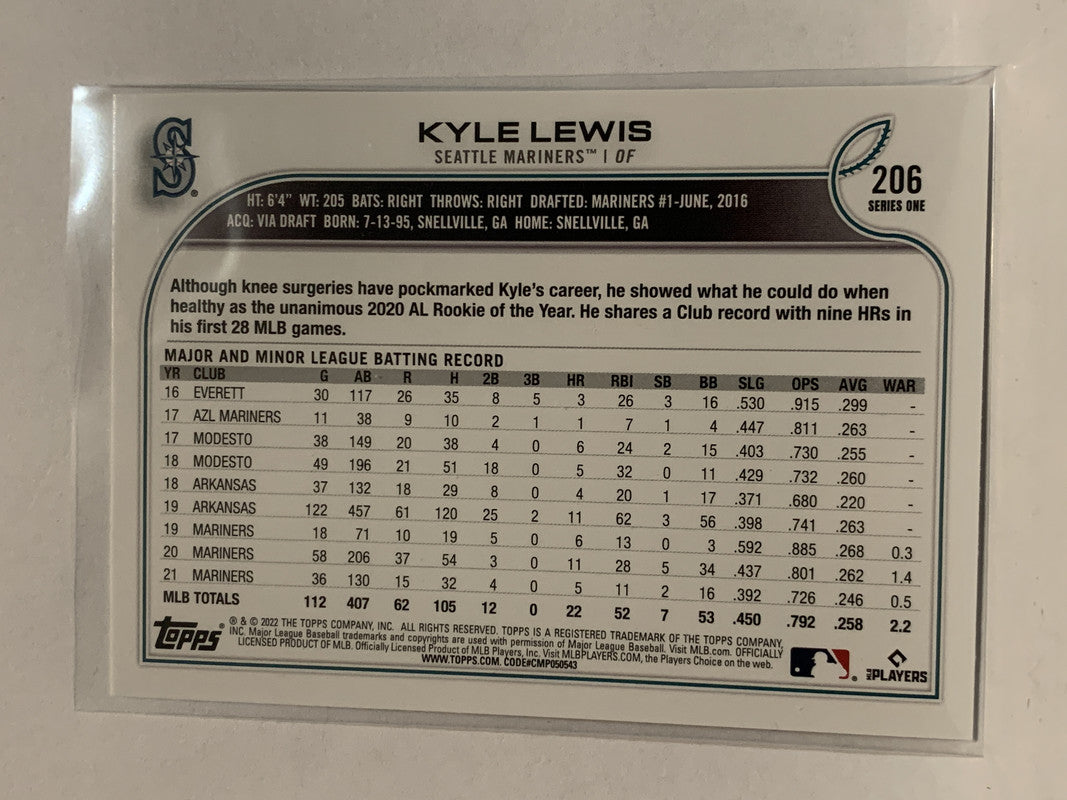 KYLE LEWIS
SEATTLE MARINERS™ | OF
206
SERIES ONE
HT: 6'4" WT: 205 BATS: RIGHT THROWS: RIGHT DRAFTED: MARINERS #1-JUNE, 2016
ACQ: VIA DRAFT BORN: 7-13-95, SNELLVILLE, GA HOME: SNELLVILLE, GA
Although knee surgeries have pockmarked Kyle's career, he showed what he could do when
healthy as the unanimous 2020 AL Rookie of the Year. He shares a Club record with nine HRs in
his first 28 MLB games.
MAJOR AND MINOR LEAGUE BATTING RECORD
YR CLUB G AB R H 2B 3B HR RBI SB BB SLG OPS AVG WAR
16 EVERETT 30 117 26 35 8 5 3 26 3 16 .530 .915 .299 -
17 AZL MARINERS 11 38 9 10 2 1 1 7 1 4 .447 .811 .263 -
17 MODESTO 38 149 20 38 4 0 6 24 2 15 .403 .730 .255 -
18 MODESTO 49 196 21 51 18 0 5 32 0 11 .429 .732 .260 -
18 ARKANSAS 37 132 18 29 8 0 4 20 1 17 .371 .680 .220 -
19 ARKANSAS 122 457 61 120 25 2 11 62 3 56 .398 .741 .263 -
19 MARINERS 18 71 10 19 5 0 6 13 0 3 .592 .885 .268 0.3
20 MARINERS 58 206 37 54 3 0 11 28 5 34 .437 .801 .262 1.4
21 MARINERS 36 130 15 32 4 0 5 11 2 16 .392 .726 .246 0.5
MLB TOTALS 112 407 62 105 12 0 22 52 7 53 .450 .792 .258 2.2
topps
® & © 2022 THE TOPPS COMPANY, INC. ALL RIGHTS RESERVED. TOPPS IS A REGISTERED TRADEMARK OF THE TOPPS COMPANY,
INC. Major League Baseball trademarks and copyrights are used with permission of Major League Baseball. Visit MLB.com. OFFICIALLY
LICENSED PRODUCT OF MLB. Officially Licensed Product of MLB Players, Inc. Visit MLBPLAYERS.COM, the Players Choice on the web.
WWW.TOPPS.COM. CODE#CMP050543
MLB PLAYERS